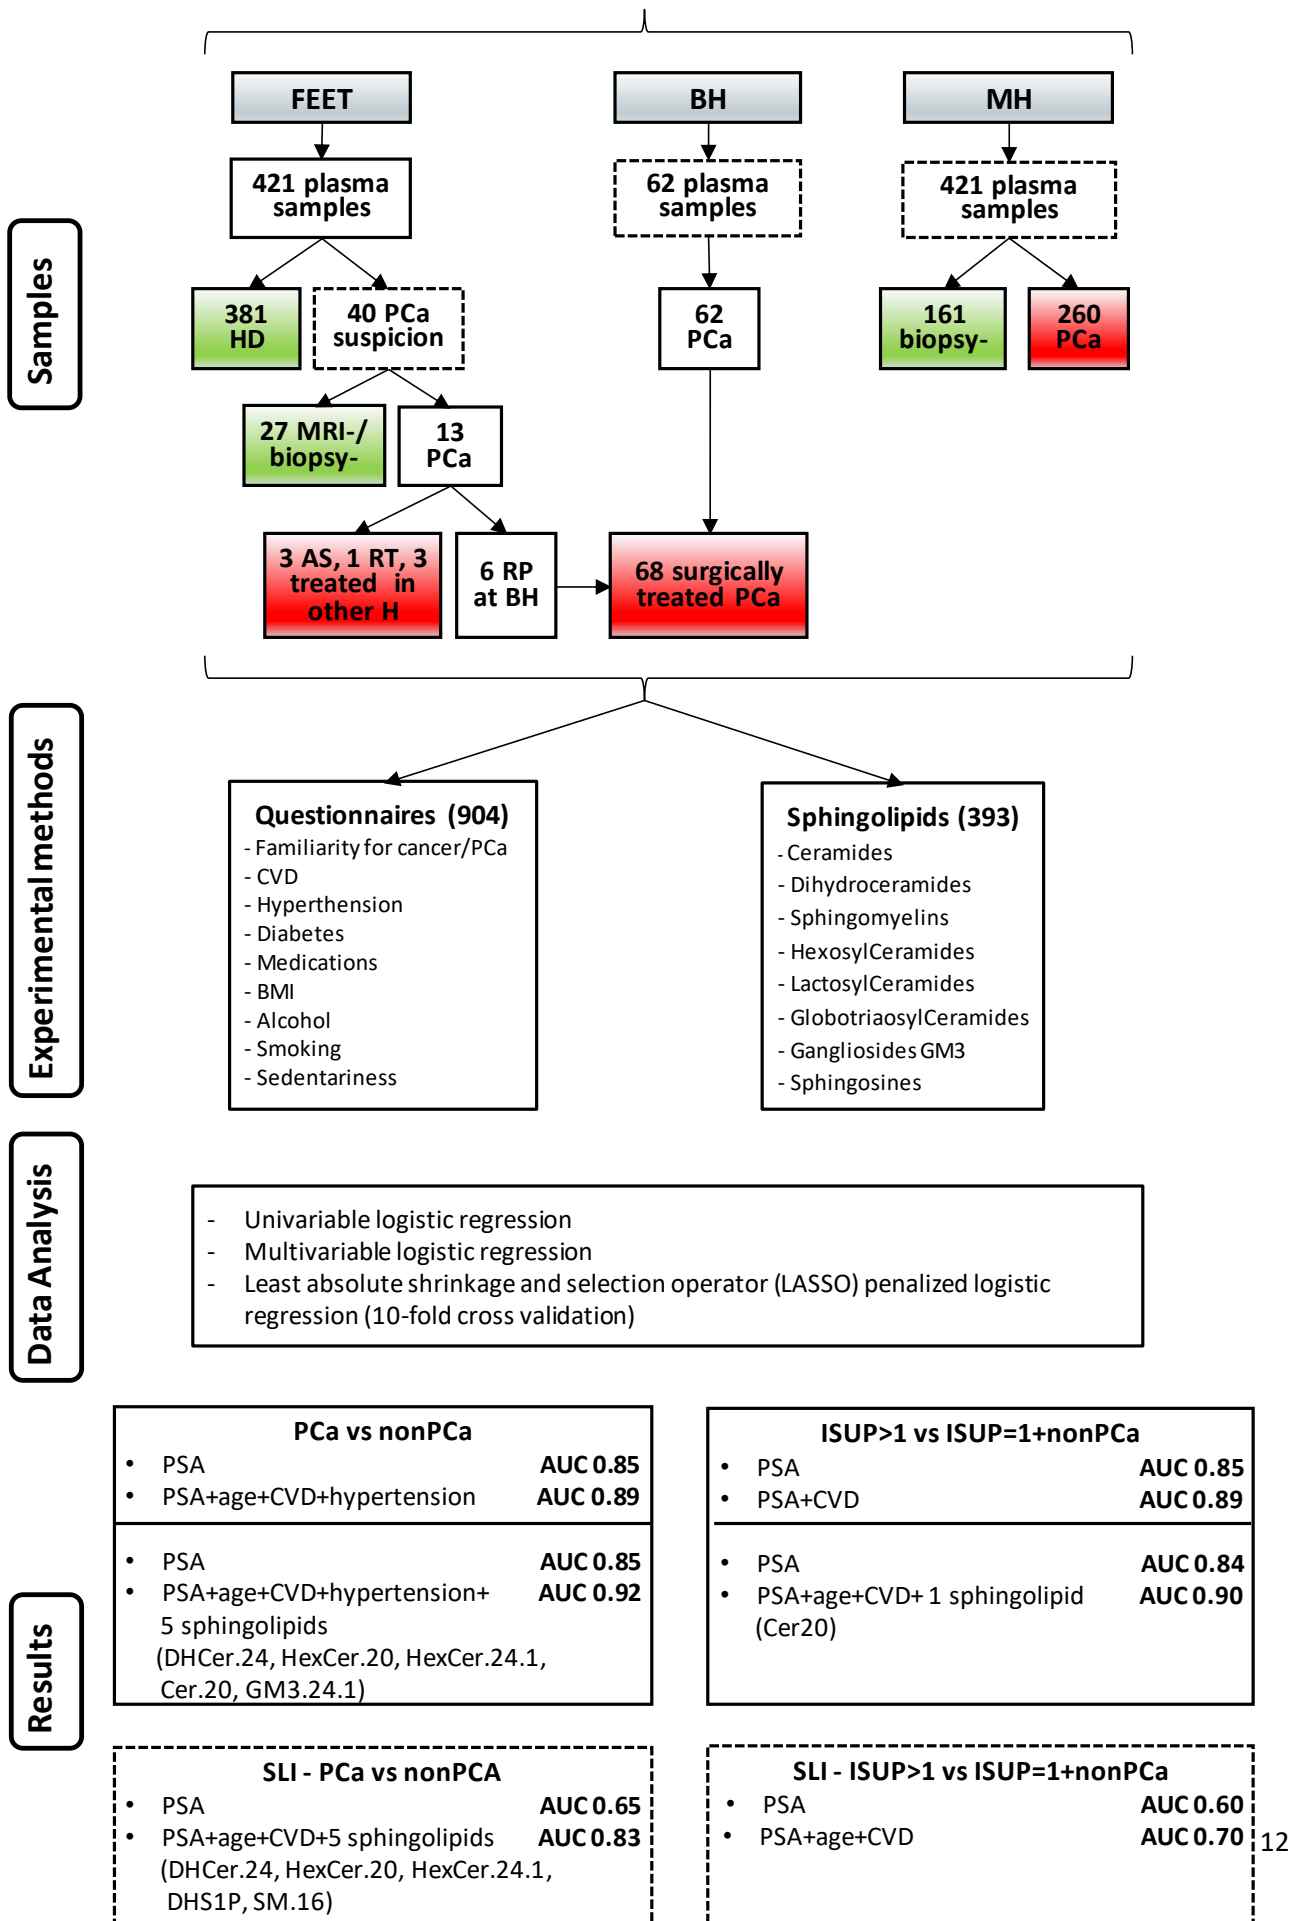 FEET
BH
MH
421 plasma
samples
62 plasma
samples
421 plasma
samples
Samples
381
HD
40 PCa
suspicion
62
PCa
161
biopsy-
260
PCa
27 MRI-/
biopsy-
13
PCa
3 AS, 1 RT, 3
treated in
other H
6 RP
at BH
68 surgically
treated PCa
Experimental methods
Questionnaires (904)
- Familiarity for cancer/PCa
- CVD
- Hyperthension
- Diabetes
- Medications
- BMI
- Alcohol
- Smoking
- Sedentariness
Sphingolipids (393)
- Ceramides
- Dihydroceramides
- Sphingomyelins
- HexosylCeramides
- LactosylCeramides
- GlobotriaosylCeramides
- Gangliosides GM3
- Sphingosines
Data Analysis
- Univariable logistic regression
- Multivariable logistic regression
- Least absolute shrinkage and selection operator (LASSO) penalized logistic
regression (10-fold cross validation)
Results
PCa vs nonPCa
• PSA AUC 0.85
• PSA+age+CVD+hypertension AUC 0.89
• PSA AUC 0.85
• PSA+age+CVD+hypertension+ AUC 0.92
5 sphingolipids
(DHCer.24, HexCer.20, HexCer.24.1,
Cer.20, GM3.24.1)
ISUP>1 vs ISUP=1+nonPCa
• PSA AUC 0.85
• PSA+CVD AUC 0.89
• PSA AUC 0.84
• PSA+age+CVD+ 1 sphingolipid AUC 0.90
(Cer20)
SLI - PCa vs nonPCA
• PSA AUC 0.65
• PSA+age+CVD+5 sphingolipids AUC 0.83
(DHCer.24, HexCer.20, HexCer.24.1,
DHS1P, SM.16)
SLI - ISUP>1 vs ISUP=1+nonPCa
• PSA AUC 0.60
• PSA+age+CVD AUC 0.70
12